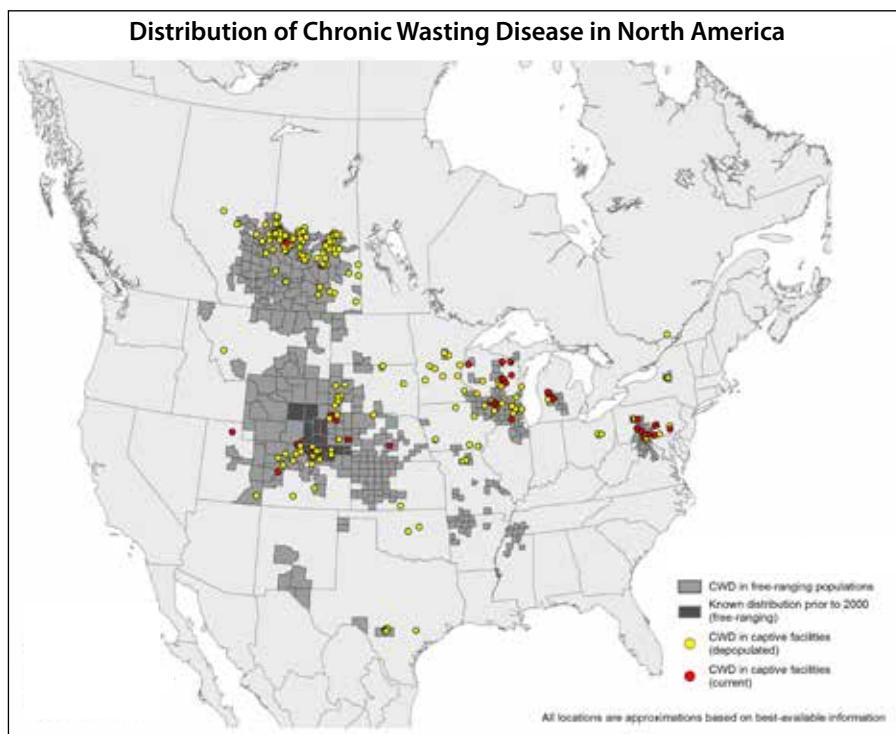 Distribution of Chronic Wasting Disease in North America
CWD in free-ranging populations
Known distribution prior to 2000
(free-ranging)
CWD in captive facilities
(depopulated)
CWD in captive facilities
(current)
All locations are approximations based on best-available information